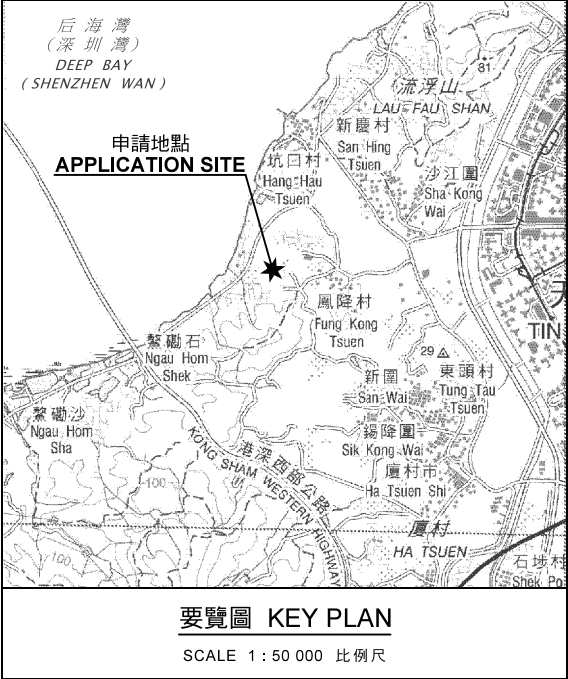 后海灣
(深圳灣)
DEEP BAY
(SHENZHEN WAN)
流浮山
81
LAU FAU SHAN
申請地點
APPLICATION SITE
新慶村
San Hing
Tsuen
坑口村
Hang Hau
Tsuen
沙江圍
Sha Kong
Wai
鳳降村
Fung Kong
Tsuen
天
TIN
鰲磡石
Ngau Hom
Shek
29
東頭村
Tung Tau
Tsuen
新圍
San Wai
鰲磡沙
Ngau Hom
Sha
錫降圍
Sik Kong Wai
港深西部公路
KONG SHAM WESTERN HIGHWAY
廈村市
Ha Tsuen Shi
100
廈村
HA TSUEN
100
石埗村
Shek Po
要覽圖 KEY PLAN
SCALE 1 : 50 000 比例尺